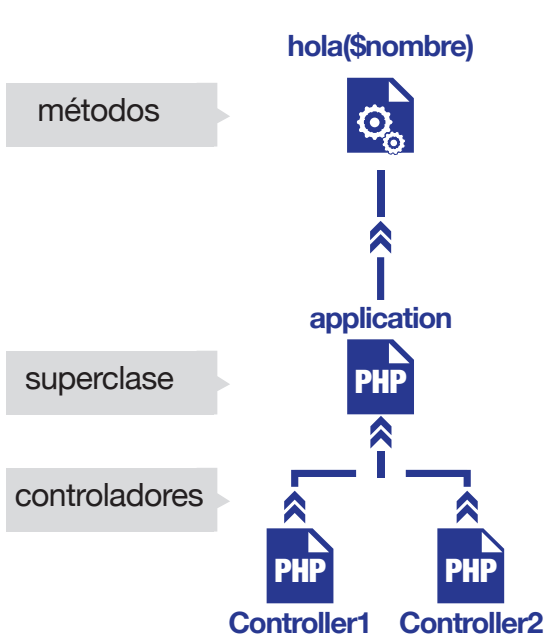 hola($nombre)
métodos
application
superclase
PHP
controladores
PHP
PHP
Controller1
Controller2